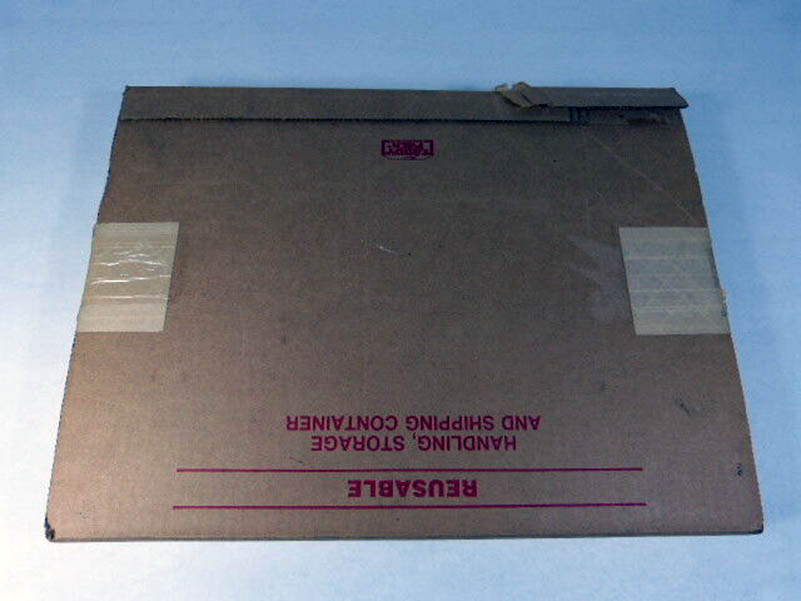 REUSABLE
HANDLING, STORAGE
AND SHIPPING CONTAINER